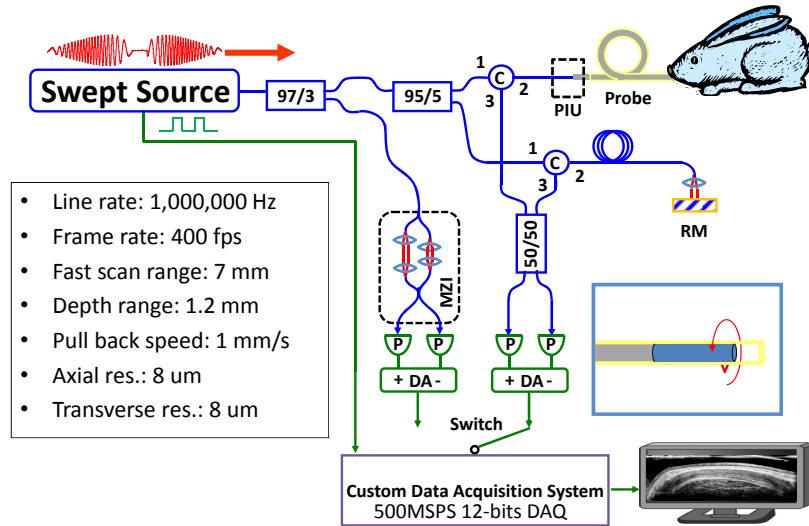 Swept Source
97/3
95/5
1
C
2
3
PIU
Probe
1
C
2
3
RM
50/50
MZI
P
P
P
P
+ DA -
+ DA -
Switch
V
• Line rate: 1,000,000 Hz
• Frame rate: 400 fps
• Fast scan range: 7 mm
• Depth range: 1.2 mm
• Pull back speed: 1 mm/s
• Axial res.: 8 um
• Transverse res.: 8 um
Custom Data Acquisition System
500MSPS 12-bits DAQ